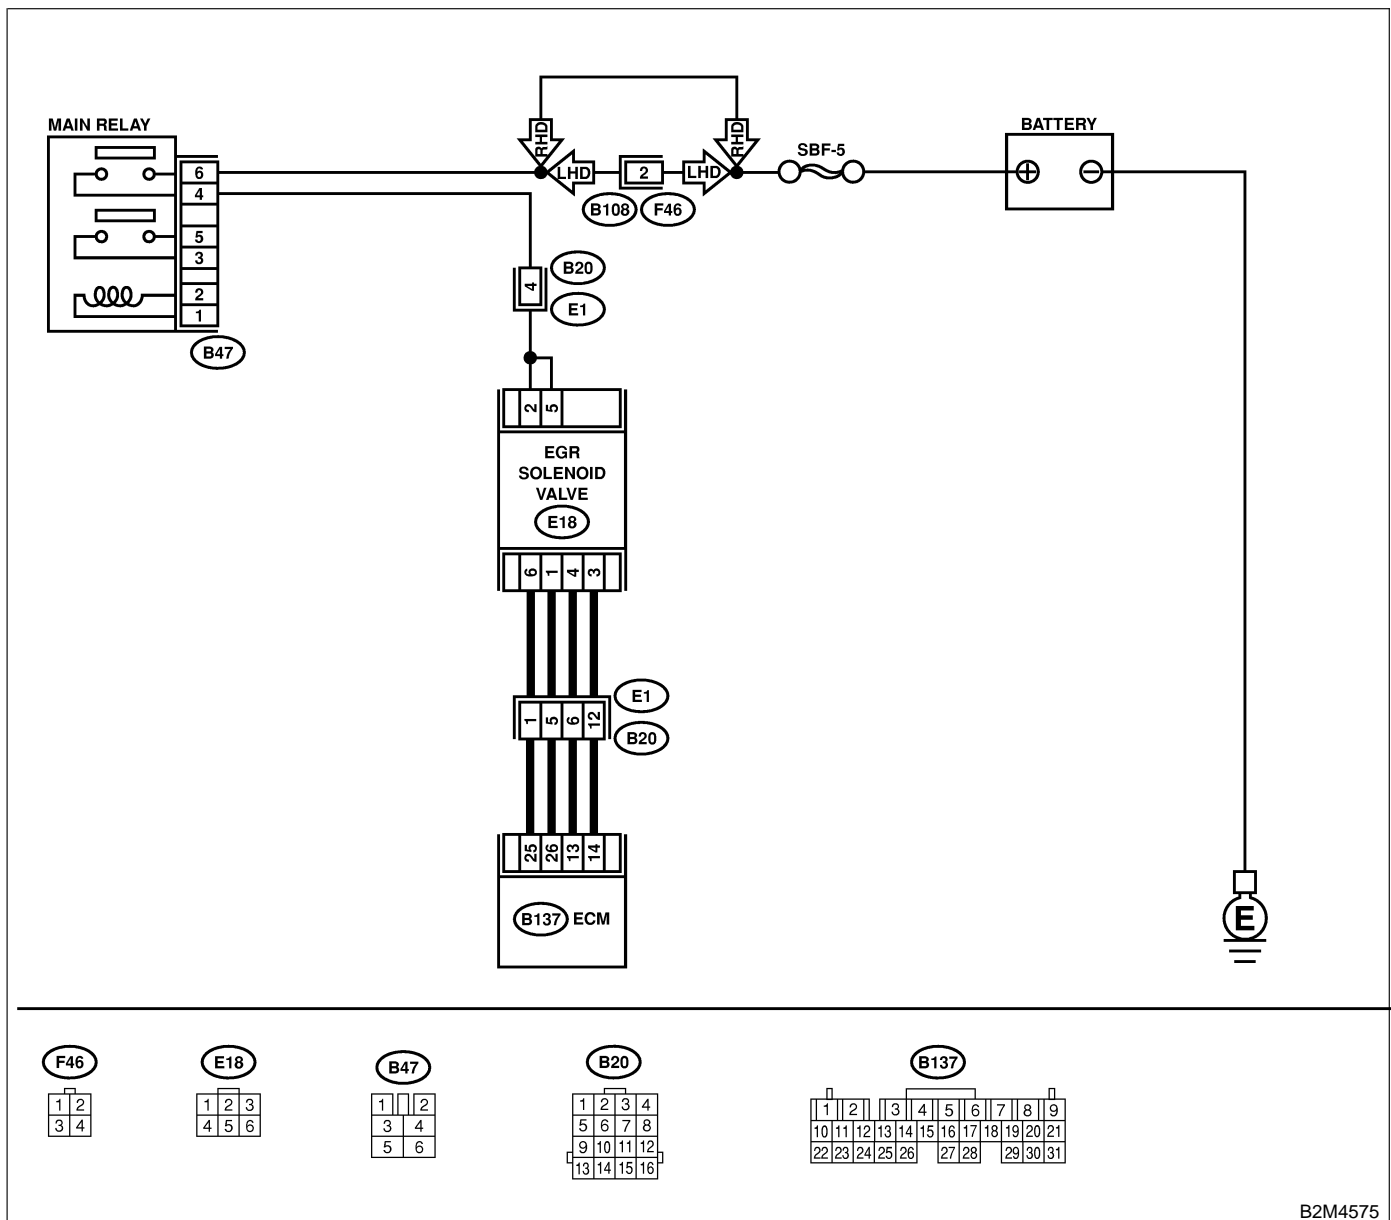 MAIN RELAY
6
4
5
3
2
1
B47
RHD
RHD
LHD
2
LHD
B108
F46
SBF-5
BATTERY
+
−
4
B20
E1
2 5
EGR
SOLENOID
VALVE
E18
6 1 4 3
E1
1 5 6 12
B20
25 26 13 14
B137 ECM
E
F46
1 2
3 4
E18
1 2 3
4 5 6
B47
1 2
3 4
5 6
B20
1 2 3 4
5 6 7 8
9 10 11 12
13 14 15 16
B137
1 2 3 4 5 6 7 8 9
10 11 12 13 14 15 16 17 18 19 20 21
22 23 24 25 26 27 28 29 30 31
B2M4575